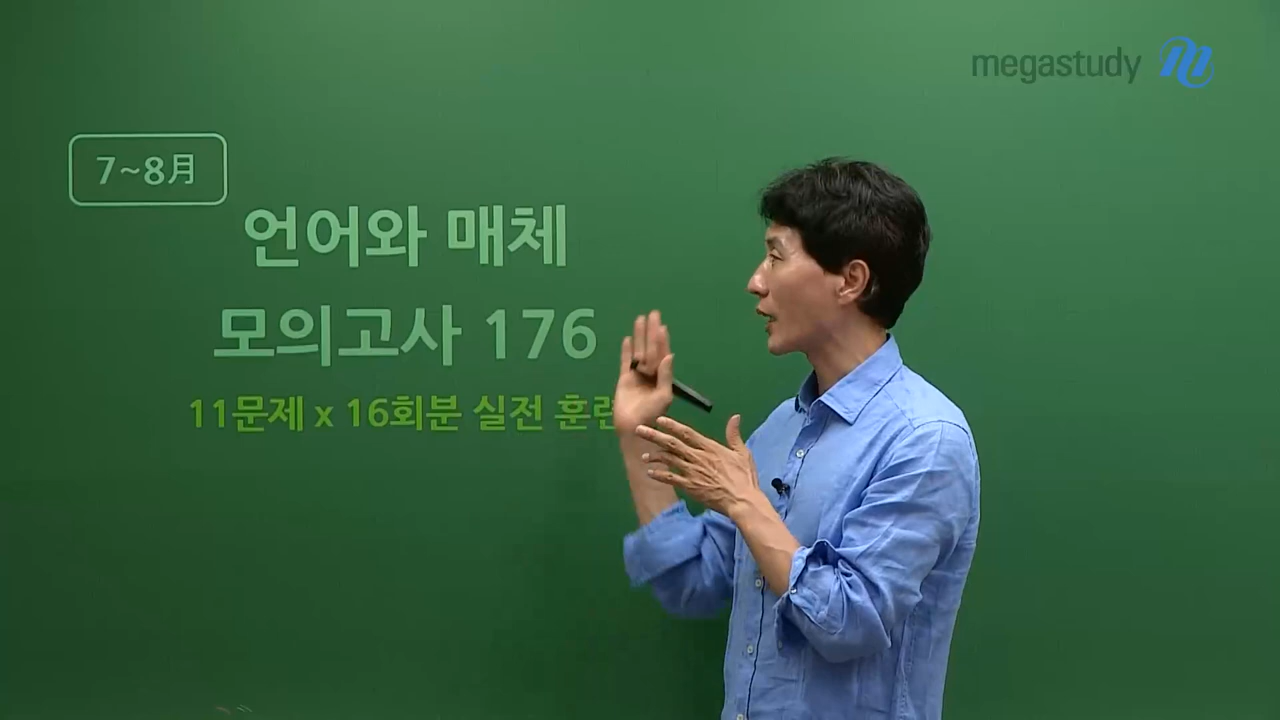 megastudy
7~8月
언어와 매체
모의고사 176
11문제 x 16회분 실전 훈련